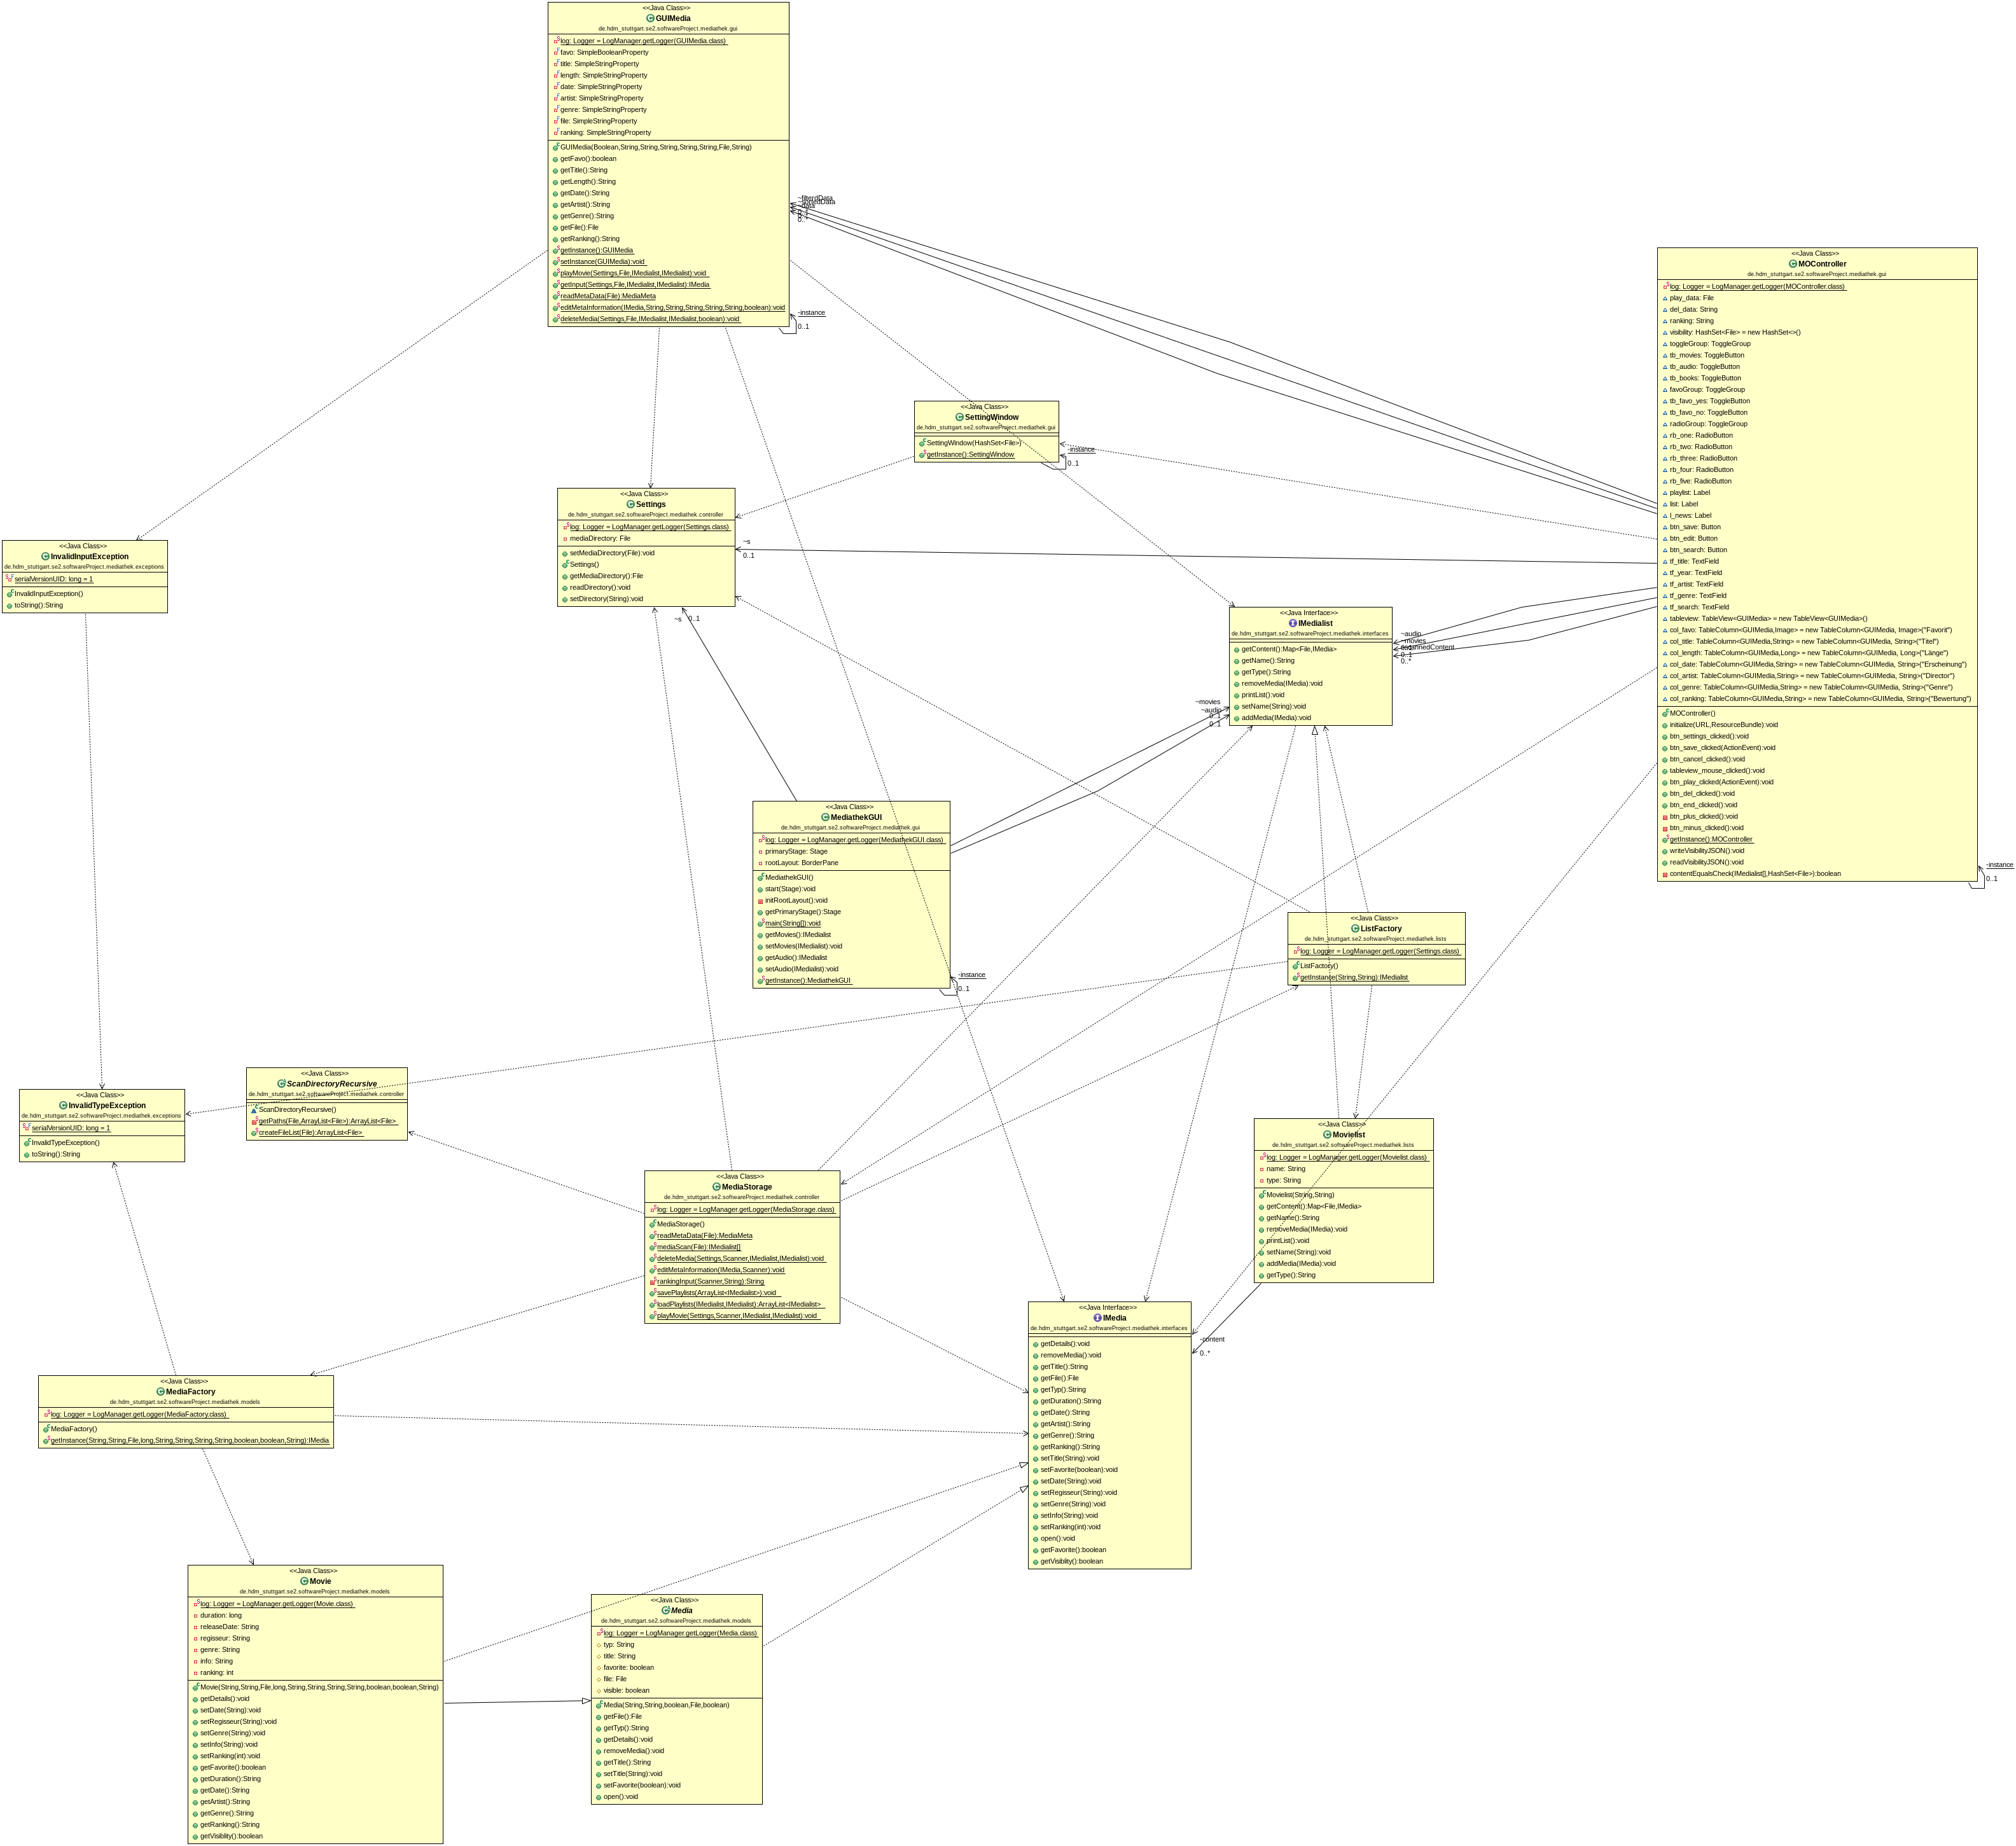 <<Java Class>>
GUIMedia
de.hdm_stuttgart.se2.softwareProject.mediathek.gui
log: Logger = LogManager.getLogger(GUIMedia.class)
favo: SimpleBooleanProperty
title: SimpleStringProperty
length: SimpleStringProperty
date: SimpleStringProperty
artist: SimpleStringProperty
genre: SimpleStringProperty
file: SimpleStringProperty
ranking: SimpleStringProperty
GUIMedia(Boolean,String,String,String,String,String,File,String)
getFavo():boolean
getTitle():String
getLength():String
getDate():String
getArtist():String
getGenre():String
getFile():File
getRanking():String
getInstance():GUIMedia
setInstance(GUIMedia):void
playMovie(Settings,File,IMedialist,IMedialist):void
getInput(Settings,File,IMedialist,IMedialist):IMedia
readMetaData(File):MediaMeta
editMetaInformation(IMedia,String,String,String,String,String,boolean):void
deleteMedia(Settings,File,IMedialist,IMedialist,boolean):void
~filterdData
~sortedData
~data
0..*
-instance
0..1
<<Java Class>>
MOController
de.hdm_stuttgart.se2.softwareProject.mediathek.gui
log: Logger = LogManager.getLogger(MOController.class)
play_data: File
del_data: String
ranking: String
visibility: HashSet<File> = new HashSet<>()
toggleGroup: ToggleGroup
tb_movies: ToggleButton
tb_audio: ToggleButton
tb_books: ToggleButton
favoGroup: ToggleGroup
tb_favo_yes: ToggleButton
tb_favo_no: ToggleButton
radioGroup: ToggleGroup
rb_one: RadioButton
rb_two: RadioButton
rb_three: RadioButton
rb_four: RadioButton
rb_five: RadioButton
playlist: Label
list: Label
l_news: Label
btn_save: Button
btn_edit: Button
btn_search: Button
tf_title: TextField
tf_year: TextField
tf_artist: TextField
tf_genre: TextField
tf_search: TextField
tableview: TableView<GUIMedia> = new TableView<GUIMedia>()
col_favo: TableColumn<GUIMedia,Image> = new TableColumn<GUIMedia, Image>("Favorit")
col_title: TableColumn<GUIMedia,String> = new TableColumn<GUIMedia, String>("Titel")
col_length: TableColumn<GUIMedia,Long> = new TableColumn<GUIMedia, Long>("Länge")
col_date: TableColumn<GUIMedia,String> = new TableColumn<GUIMedia, String>("Erscheinung")
col_artist: TableColumn<GUIMedia,String> = new TableColumn<GUIMedia, String>("Director")
col_genre: TableColumn<GUIMedia,String> = new TableColumn<GUIMedia, String>("Genre")
col_ranking: TableColumn<GUIMedia,String> = new TableColumn<GUIMedia, String>("Bewertung")
MOController()
initialize(URL,ResourceBundle):void
btn_settings_clicked():void
btn_save_clicked(ActionEvent):void
btn_cancel_clicked():void
tableview_mouse_clicked():void
btn_play_clicked(ActionEvent):void
btn_del_clicked():void
btn_end_clicked():void
btn_plus_clicked():void
btn_minus_clicked():void
getInstance():MOController
writeVisibilityJSON():void
readVisibilityJSON():void
contentEqualsCheck(IMedialist[],HashSet<File>):boolean
-instance
0..1
<<Java Class>>
SettingWindow
de.hdm_stuttgart.se2.softwareProject.mediathek.gui
SettingWindow(HashSet<File>)
getInstance():SettingWindow
-instance
0..1
<<Java Class>>
Settings
de.hdm_stuttgart.se2.softwareProject.mediathek.controller
log: Logger = LogManager.getLogger(Settings.class)
mediaDirectory: File
setMediaDirectory(File):void
Settings()
getMediaDirectory():File
readDirectory():void
setDirectory(String):void
~s
0..1
~s
0..1
<<Java Class>>
InvalidInputException
de.hdm_stuttgart.se2.softwareProject.mediathek.exceptions
serialVersionUID: long = 1
InvalidInputException()
toString():String
<<Java Interface>>
IMedialist
de.hdm_stuttgart.se2.softwareProject.mediathek.interfaces
getContent():Map<File,IMedia>
getName():String
getType():String
removeMedia(IMedia):void
printList():void
setName(String):void
addMedia(IMedia):void
~audio
~movies
~scannedContent
0..1
0..*
~movies
~audio
0..1
0..1
<<Java Class>>
MediathekGUI
de.hdm_stuttgart.se2.softwareProject.mediathek.gui
log: Logger = LogManager.getLogger(MediathekGUI.class)
primaryStage: Stage
rootLayout: BorderPane
MediathekGUI()
start(Stage):void
initRootLayout():void
getPrimaryStage():Stage
main(String[]):void
getMovies():IMedialist
setMovies(IMedialist):void
getAudio():IMedialist
setAudio(IMedialist):void
getInstance():MediathekGUI
-instance
0..1
<<Java Class>>
ListFactory
de.hdm_stuttgart.se2.softwareProject.mediathek.lists
log: Logger = LogManager.getLogger(Settings.class)
ListFactory()
getInstance(String,String):IMedialist
<<Java Class>>
InvalidTypeException
de.hdm_stuttgart.se2.softwareProject.mediathek.exceptions
serialVersionUID: long = 1
InvalidTypeException()
toString():String
<<Java Class>>
ScanDirectoryRecursive
de.hdm_stuttgart.se2.softwareProject.mediathek.controller
ScanDirectoryRecursive()
getPaths(File,ArrayList<File>):ArrayList<File>
createFileList(File):ArrayList<File>
<<Java Class>>
MediaStorage
de.hdm_stuttgart.se2.softwareProject.mediathek.controller
log: Logger = LogManager.getLogger(MediaStorage.class)
MediaStorage()
readMetaData(File):MediaMeta
mediaScan(File):IMedialist[]
deleteMedia(Settings,Scanner,IMedialist,IMedialist):void
editMetaInformation(IMedia,Scanner):void
rankingInput(Scanner,String):String
savePlaylists(ArrayList<IMedialist>):void
loadPlaylists(IMedialist,IMedialist):ArrayList<IMedialist>
playMovie(Settings,Scanner,IMedialist,IMedialist):void
<<Java Class>>
Movielist
de.hdm_stuttgart.se2.softwareProject.mediathek.lists
log: Logger = LogManager.getLogger(Movielist.class)
name: String
type: String
Movielist(String,String)
getContent():Map<File,IMedia>
getName():String
removeMedia(IMedia):void
printList():void
setName(String):void
addMedia(IMedia):void
getType():String
<<Java Interface>>
IMedia
de.hdm_stuttgart.se2.softwareProject.mediathek.interfaces
getDetails():void
removeMedia():void
getTitle():String
getFile():File
getTyp():String
getDuration():String
getDate():String
getArtist():String
getGenre():String
getRanking():String
setTitle(String):void
setFavorite(boolean):void
setDate(String):void
setRegisseur(String):void
setGenre(String):void
setInfo(String):void
setRanking(int):void
open():void
getFavorite():boolean
getVisiblity():boolean
-content
0..*
<<Java Class>>
MediaFactory
de.hdm_stuttgart.se2.softwareProject.mediathek.models
log: Logger = LogManager.getLogger(MediaFactory.class)
MediaFactory()
getInstance(String,String,File,long,String,String,String,String,boolean,boolean,String):IMedia
<<Java Class>>
Movie
de.hdm_stuttgart.se2.softwareProject.mediathek.models
log: Logger = LogManager.getLogger(Movie.class)
duration: long
releaseDate: String
regisseur: String
genre: String
info: String
ranking: int
Movie(String,String,File,long,String,String,String,String,boolean,boolean,String)
getDetails():void
setDate(String):void
setRegisseur(String):void
setGenre(String):void
setInfo(String):void
setRanking(int):void
getFavorite():boolean
getDuration():String
getDate():String
getArtist():String
getGenre():String
getRanking():String
getVisiblity():boolean
<<Java Class>>
Media
de.hdm_stuttgart.se2.softwareProject.mediathek.models
log: Logger = LogManager.getLogger(Media.class)
typ: String
title: String
favorite: boolean
file: File
visible: boolean
Media(String,String,boolean,File,boolean)
getFile():File
getTyp():String
getDetails():void
removeMedia():void
getTitle():String
setTitle(String):void
setFavorite(boolean):void
open():void